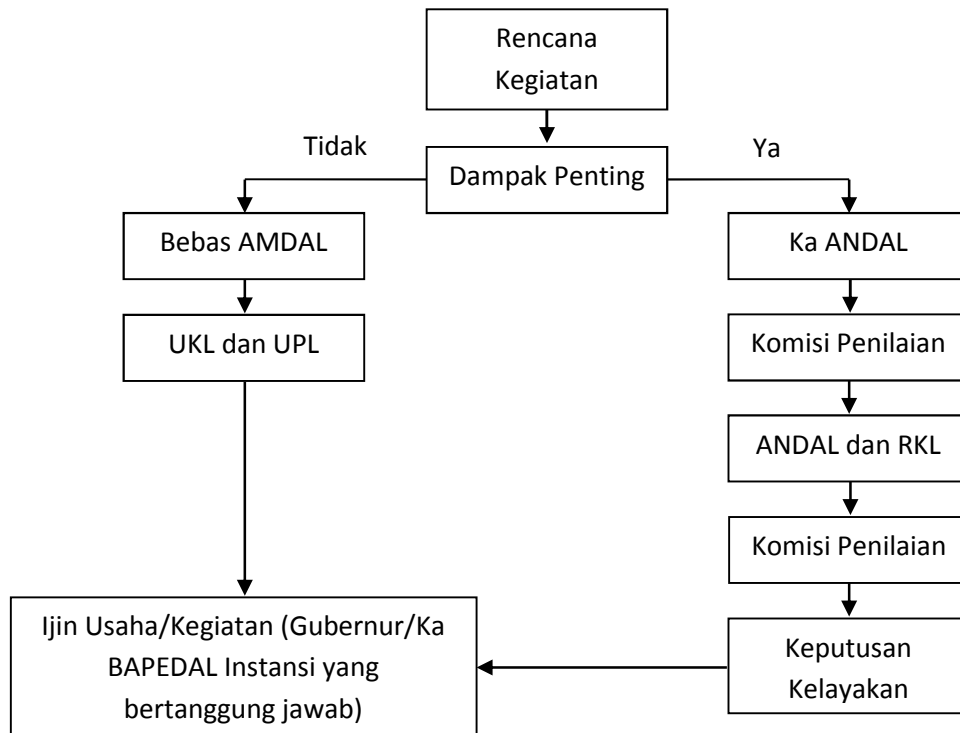 Rencana
Kegiatan
Tidak
Ya
Dampak Penting
Bebas AMDAL
Ka ANDAL
UKL dan UPL
Komisi Penilaian
ANDAL dan RKL
Komisi Penilaian
Ijin Usaha/Kegiatan (Gubernur/Ka
BAPEDAL Instansi yang
bertanggung jawab)
Keputusan
Kelayakan